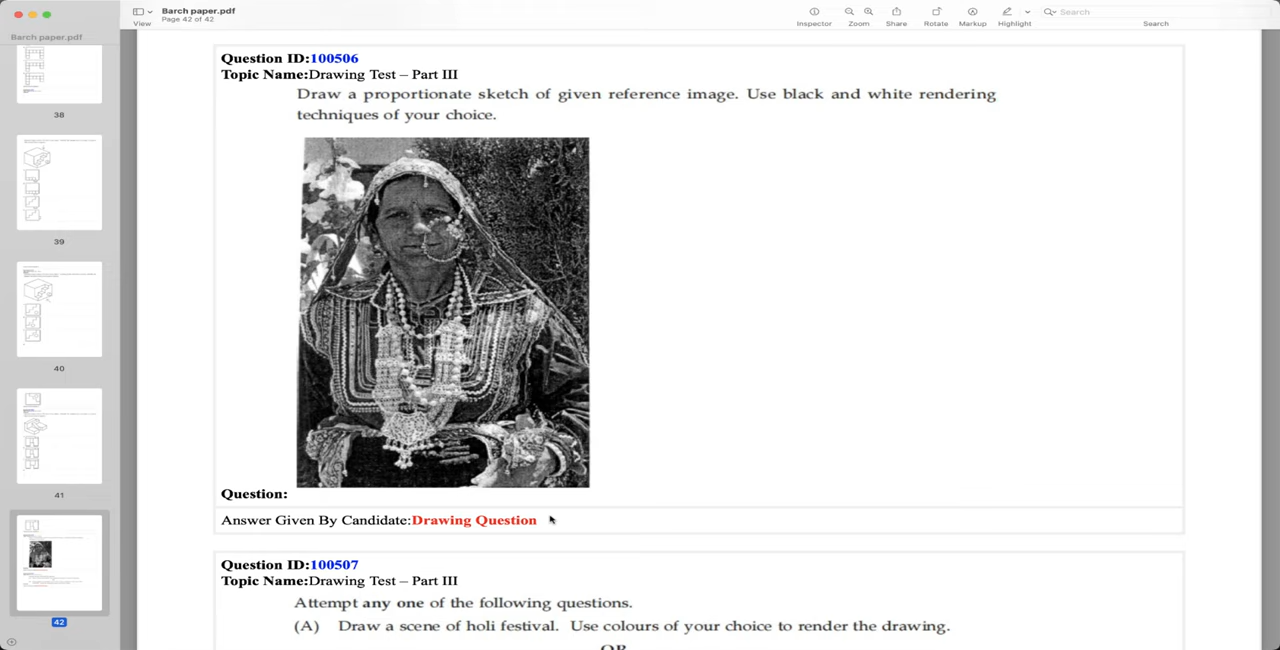 Barch paper.pdf
Page 42 of 42
View
Inspector
Zoom
Share
Rotate
Markup
Highlight
Search
Search
Barch paper.pdf
38
39
40
41
42
Question ID:100506
Topic Name:Drawing Test – Part III
Draw a proportionate sketch of given reference image. Use black and white rendering
techniques of your choice.
Question:
Answer Given By Candidate:Drawing Question
Question ID:100507
Topic Name:Drawing Test – Part III
Attempt any one of the following questions.
(A) Draw a scene of holi festival. Use colours of your choice to render the drawing.
OR